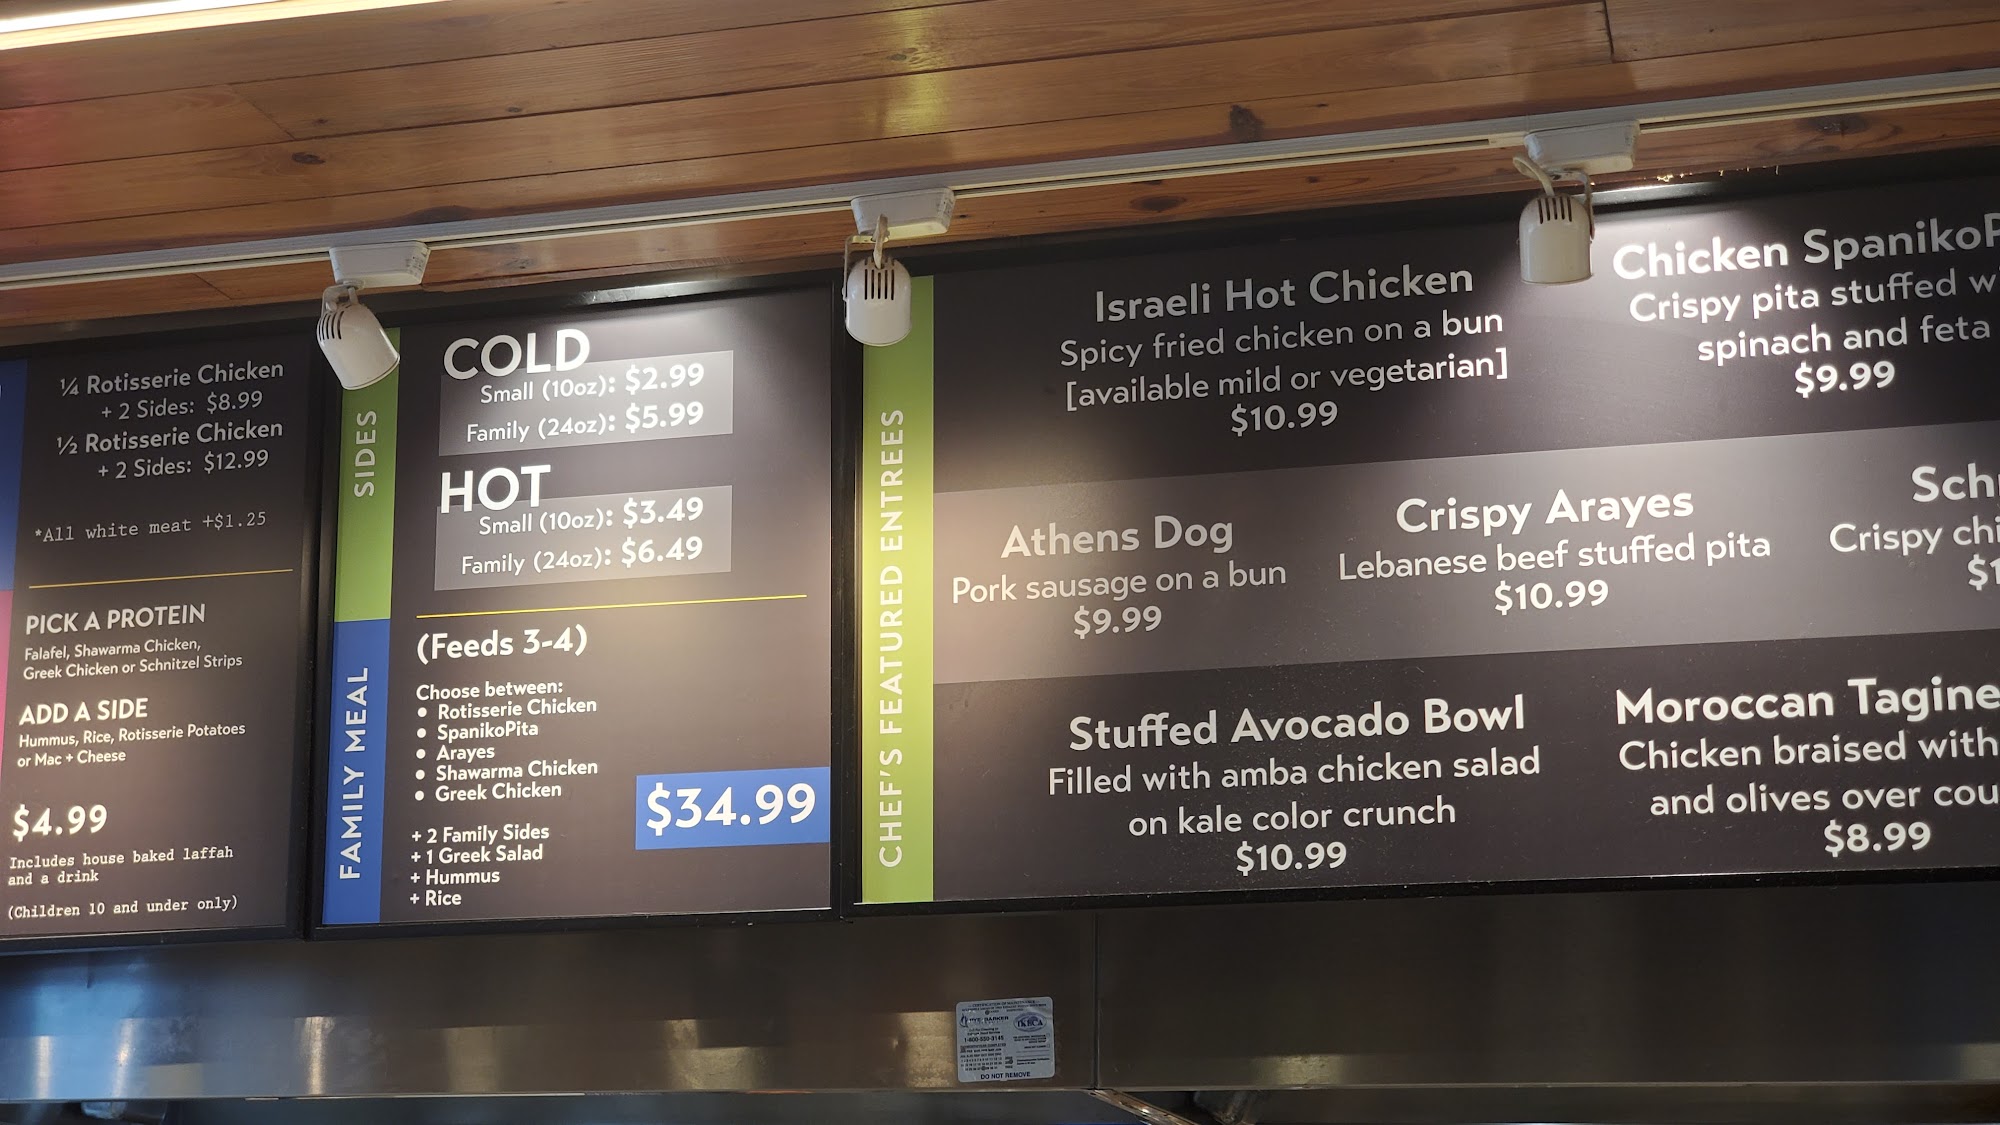 ¼ Rotisserie Chicken
+ 2 Sides: $8.99
½ Rotisserie Chicken
+ 2 Sides: $12.99
*All white meat +$1.25
PICK A PROTEIN
Falafel, Shawarma Chicken,
Greek Chicken or Schnitzel Strips
ADD A SIDE
Hummus, Rice, Rotisserie Potatoes
or Mac + Cheese
$4.99
Includes house baked laffah
and a drink
(Children 10 and under only)
SIDES
COLD
Small (10oz): $2.99
Family (24oz): $5.99
HOT
Small (10oz): $3.49
Family (24oz): $6.49
FAMILY MEAL
(Feeds 3-4)
Choose between:
• Rotisserie Chicken
• SpanikoPita
• Arayes
• Shawarma Chicken
• Greek Chicken
+ 2 Family Sides
+ 1 Greek Salad
+ Hummus
+ Rice
$34.99
CHEF'S FEATURED ENTREES
Israeli Hot Chicken
Spicy fried chicken on a bun
[available mild or vegetarian]
$10.99
Chicken SpanikoP
Crispy pita stuffed w
spinach and feta
$9.99
Athens Dog
Pork sausage on a bun
$9.99
Crispy Arayes
Lebanese beef stuffed pita
$10.99
Sch
Crispy chi
$1
Stuffed Avocado Bowl
Filled with amba chicken salad
on kale color crunch
$10.99
Moroccan Tagine
Chicken braised with
and olives over cou
$8.99
DO NOT REMOVE